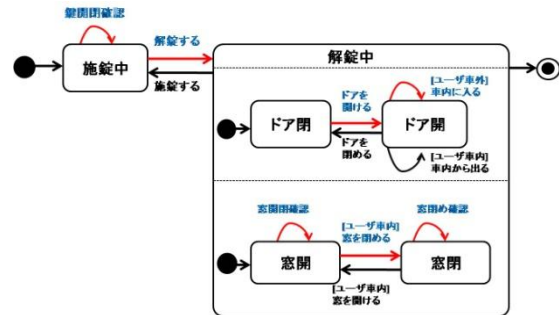 鍵開閉確認
解錠する
施錠中
施錠する
解錠中
ドア閉
ドアを
開ける
ドアを
閉める
ドア開
[ユーザ車外]
車内に入る
[ユーザ車内]
車内から出る
窓開閉確認
窓開
[ユーザ車内]
窓を閉める
[ユーザ車内]
窓を開ける
窓閉め確認
窓閉